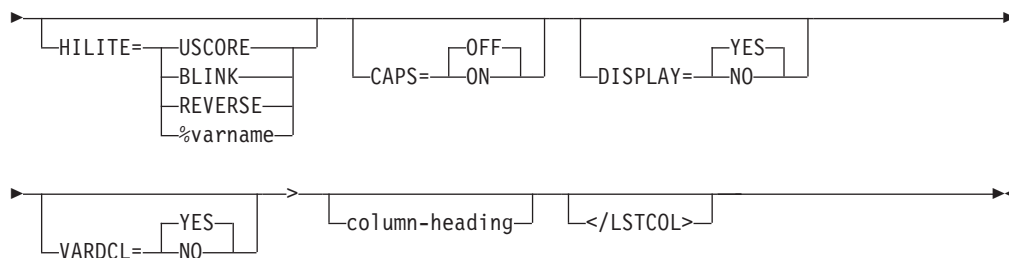 OFF YES
HILITE= USCORE CAPS= ON DISPLAY= NO
BLINK
REVERSE
%varname
>
YES column-heading </LSTCOL>
VARDCL= NO